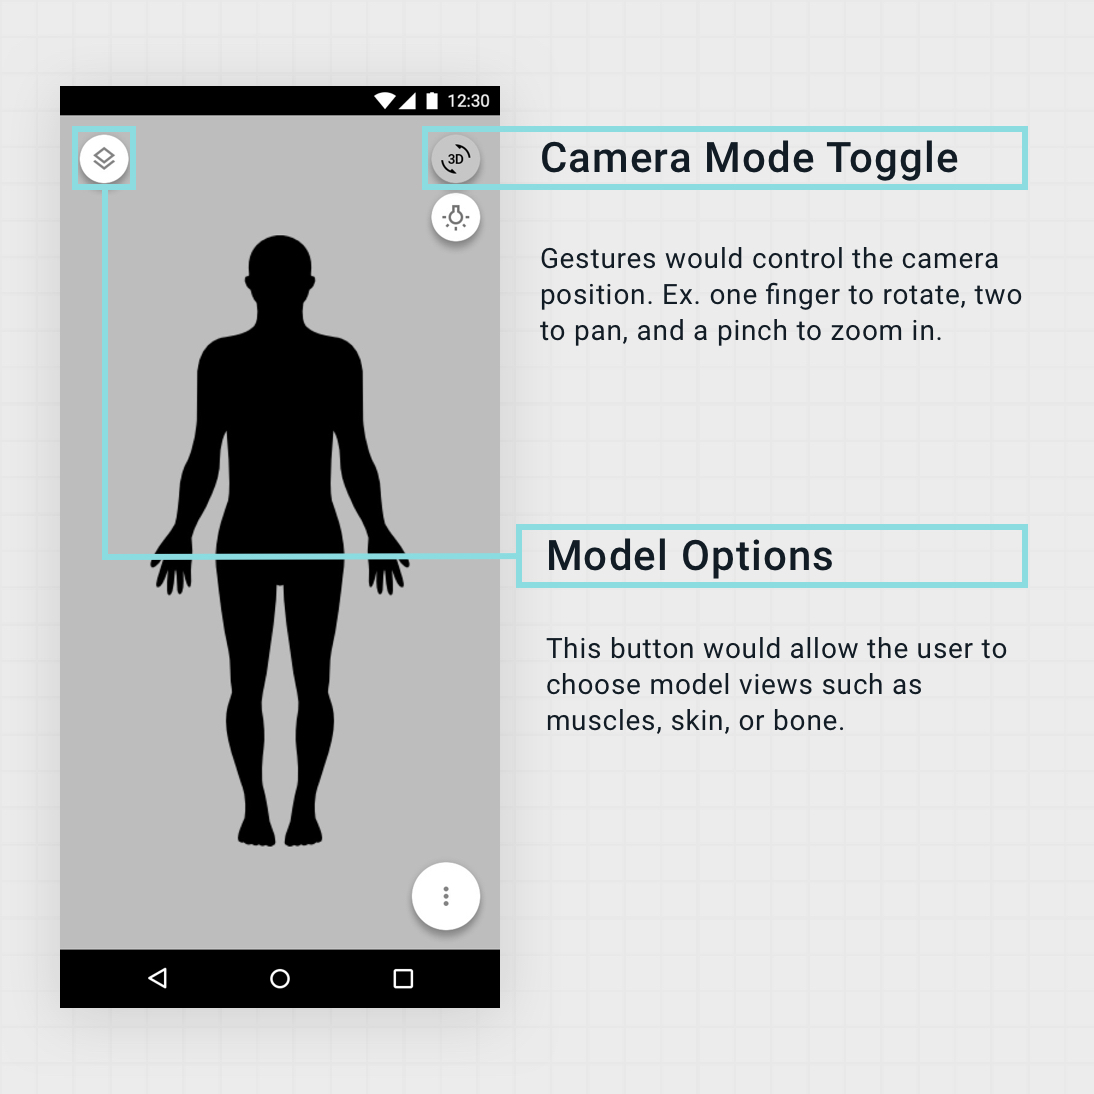 12:30
3D
Camera Mode Toggle
Gestures would control the camera
position. Ex. one finger to rotate, two
to pan, and a pinch to zoom in.
Model Options
This button would allow the user to
choose model views such as
muscles, skin, or bone.